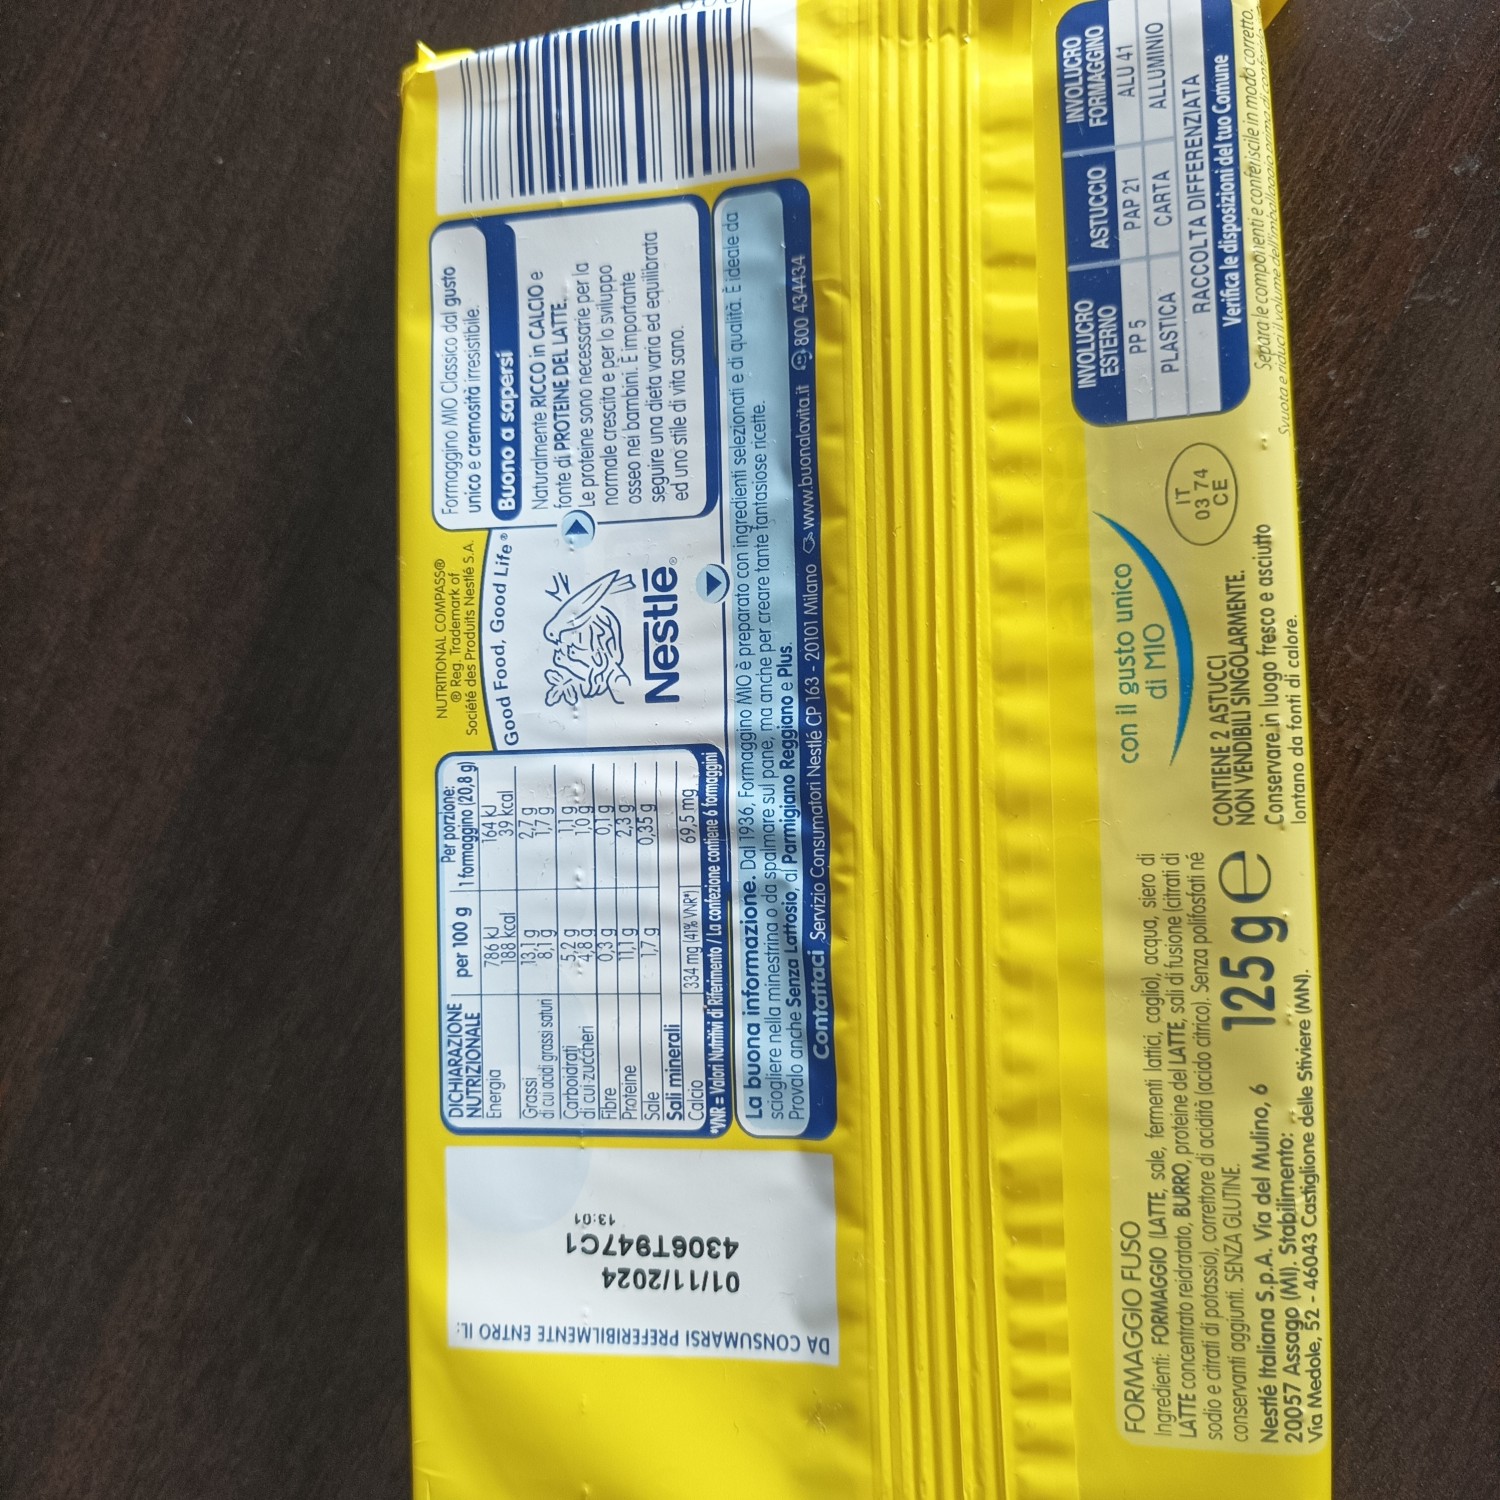 NUTRITIONAL COMPASS®
® Reg. Trademark of
Société des Produits Nestlé S.A.
DICHIARAZIONE NUTRIZIONALE | per 100 g | Per porzione: 1 formaggino (20,8 g)
Energia | 786 kJ | 164 kJ
188 kcal | 39 kcal
Grassi | 13,1 g | 2,7 g
di cui acidi grassi saturi | 8,1 g | 1,7 g
Carboidrati | 5,2 g | 1,1 g
di cui zuccheri | 4,8 g | 1,0 g
Fibre | 0,3 g | 0,1 g
Proteine | 11,1 g | 2,3 g
Sale | 1,7 g | 0,35 g
Sali minerali
Calcio | 334 mg (41% VNR*) | 69,5 mg
*VNR = Valori Nutritivi di Riferimento / La confezione contiene 6 formaggini
Good Food, Good Life®
Nestlé®
Formaggino MIO Classico dal gusto
unico e cremosità irresistibile.
Buono a sapersi
Naturalmente RICCO in CALCIO e
fonte di PROTEINE DEL LATTE.
Le proteine sono necessarie per la
normale crescita e per lo sviluppo
osseo nei bambini. È importante
seguire una dieta varia ed equilibrata
ed uno stile di vita sano.
La buona informazione. Dal 1936, Formaggino MIO è preparato con ingredienti selezionati e di qualità. È ideale da
sciogliere nella minestrina o da spalmare sul pane, ma anche per creare tante fantasiose ricette.
Provalo anche Senza Lattosio, al Parmigiano Reggiano e Plus.
Contattaci Servizio Consumatori Nestlé CP 163 - 20101 Milano www.buonalavita.it 800 434434
DA CONSUMARSI PREFERIBILMENTE ENTRO IL:
01/11/2024
4306T947C1
13:01
FORMAGGIO FUSO
Ingredienti: FORMAGGIO (LATTE, sale, fermenti lattici, caglio), acqua, siero di
LATTE concentrato reidratato, BURRO, proteine del LATTE, sali di fusione (citrati di
sodio e citrati di potassio), correttore di acidità (acido citrico). Senza polifosfati né
conservanti aggiunti. SENZA GLUTINE.
Nestlé Italiana S.p.A. Via del Mulino, 6
20057 Assago (MI). Stabilimento:
Via Medole, 52 - 46043 Castiglione delle Stiviere (MN).
125 g e
con il gusto unico
di MIO
CONTIENE 2 ASTUCCI
NON VENDIBILI SINGOLARMENTE.
Conservare in luogo fresco e asciutto
lontano da fonti di calore.
IT
03 74
CE
INVOLUCRO ESTERNO | ASTUCCIO | INVOLUCRO FORMAGGINO
PP 5 | PAP 21 | ALU 41
PLASTICA | CARTA | ALLUMINIO
RACCOLTA DIFFERENZIATA
Verifica le disposizioni del tuo Comune
Separa le componenti e conferiscile in modo corretto.
Svuota e riduci il volume dell'imballaggio prima di